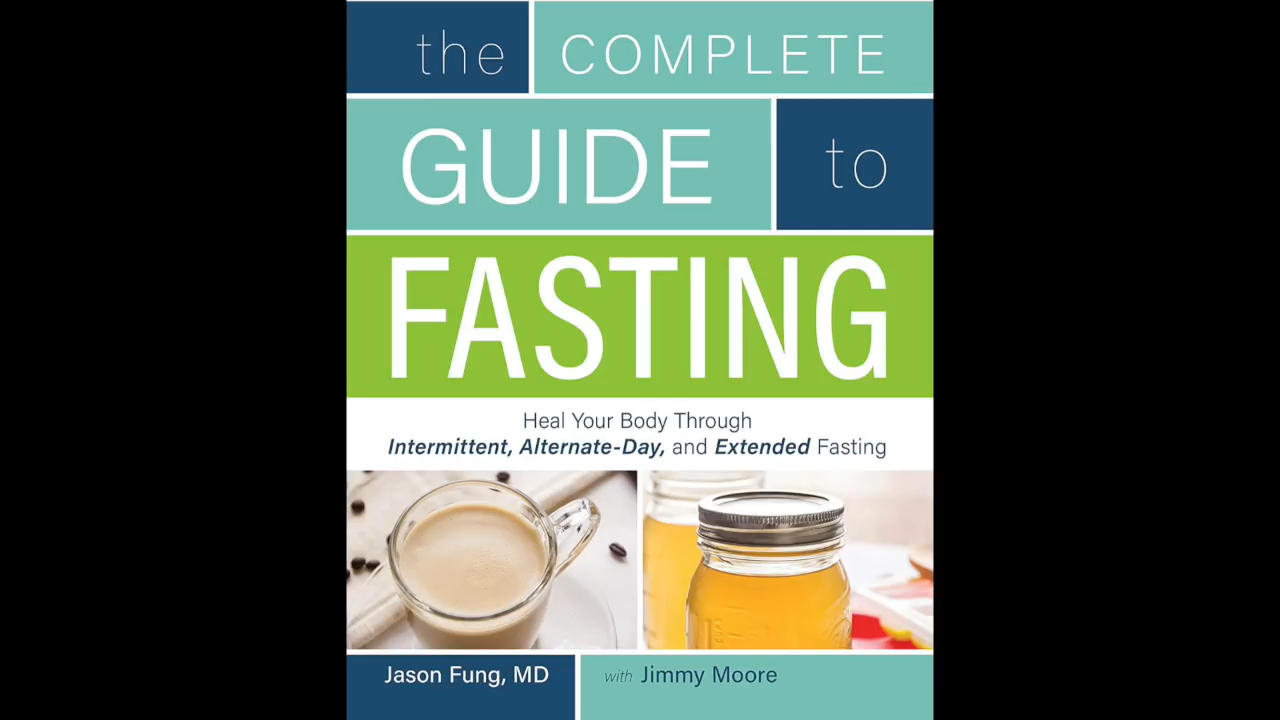 the COMPLETE
GUIDE to
FASTING
Heal Your Body Through
Intermittent, Alternate-Day, and Extended Fasting
Jason Fung, MD with Jimmy Moore